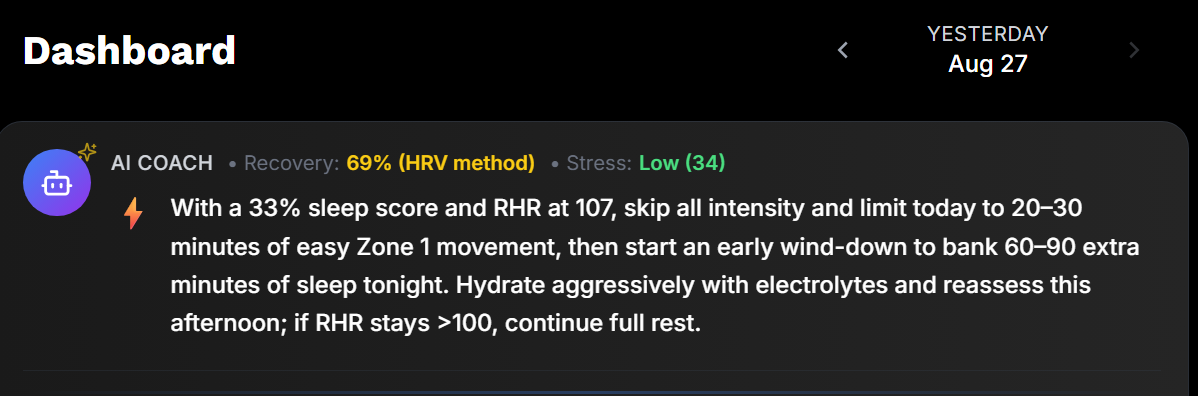 Dashboard
YESTERDAY
Aug 27
AI COACH • Recovery: 69% (HRV method) • Stress: Low (34)
With a 33% sleep score and RHR at 107, skip all intensity and limit today to 20–30
minutes of easy Zone 1 movement, then start an early wind-down to bank 60–90 extra
minutes of sleep tonight. Hydrate aggressively with electrolytes and reassess this
afternoon; if RHR stays >100, continue full rest.